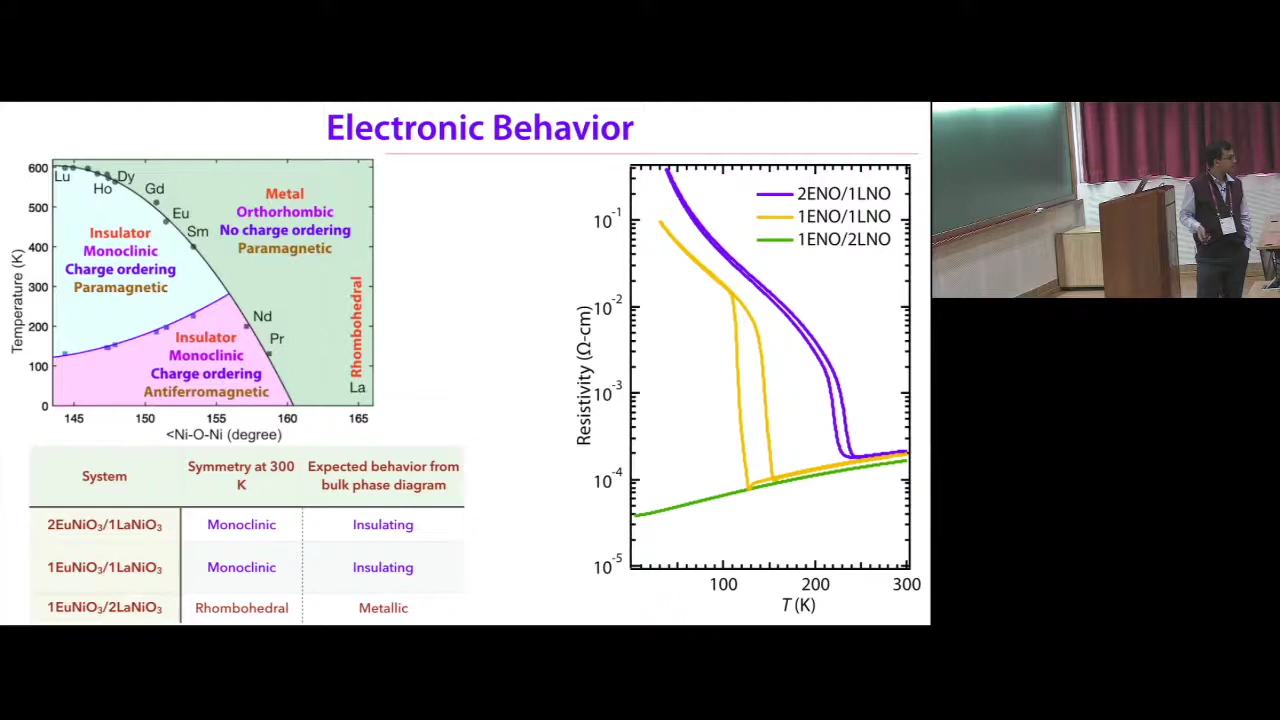 Electronic Behavior
Temperature (K)
600
500
400
300
200
100
0
145
150
155
160
165
<Ni-O-Ni (degree)
Lu
Ho
Dy
Gd
Eu
Sm
Nd
Pr
La
Metal
Orthorhombic
No charge ordering
Paramagnetic
Insulator
Monoclinic
Charge ordering
Paramagnetic
Insulator
Monoclinic
Charge ordering
Antiferromagnetic
Rhombohedral
System
Symmetry at 300
K
Expected behavior from
bulk phase diagram
2EuNiO₃/1LaNiO₃ Monoclinic Insulating
1EuNiO₃/1LaNiO₃ Monoclinic Insulating
1EuNiO₃/2LaNiO₃ Rhombohedral Metallic
2ENO/1LNO
1ENO/1LNO
1ENO/2LNO
Resistivity (Ω-cm)
10⁻¹
10⁻²
10⁻³
10⁻⁴
10⁻⁵
100
200
300
T (K)